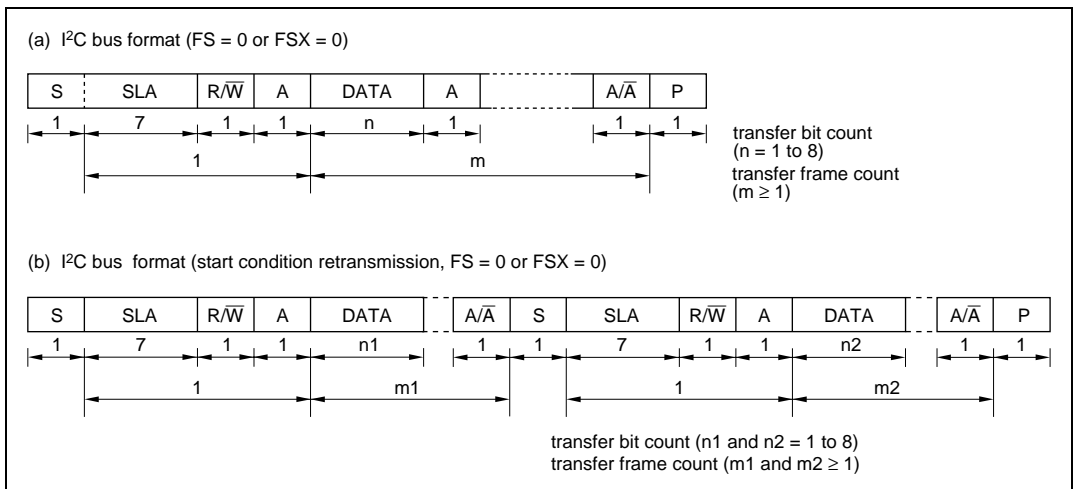 (a) I²C bus format (FS = 0 or FSX = 0)
S SLA R/W̅ A DATA A A/A̅ P
1 7 1 1 n 1 1 1
1 m
transfer bit count
(n = 1 to 8)
transfer frame count
(m ≥ 1)
(b) I²C bus format (start condition retransmission, FS = 0 or FSX = 0)
S SLA R/W̅ A DATA A/A̅ S SLA R/W̅ A DATA A/A̅ P
1 7 1 1 n1 1 1 7 1 1 n2 1 1
1 m1 1 m2
transfer bit count (n1 and n2 = 1 to 8)
transfer frame count (m1 and m2 ≥ 1)